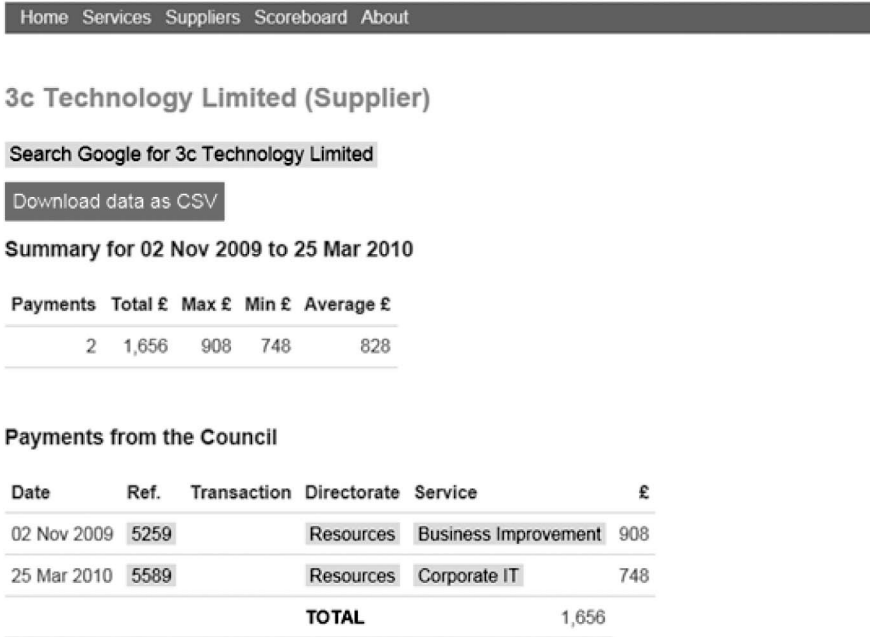 Home Services Suppliers Scoreboard About
3c Technology Limited (Supplier)
Search Google for 3c Technology Limited
Download data as CSV
Summary for 02 Nov 2009 to 25 Mar 2010
Payments Total £ Max £ Min £ Average £
2 1,656 908 748 828
Payments from the Council
Date Ref. Transaction Directorate Service £
02 Nov 2009 5259 Resources Business Improvement 908
25 Mar 2010 5589 Resources Corporate IT 748
TOTAL 1,656